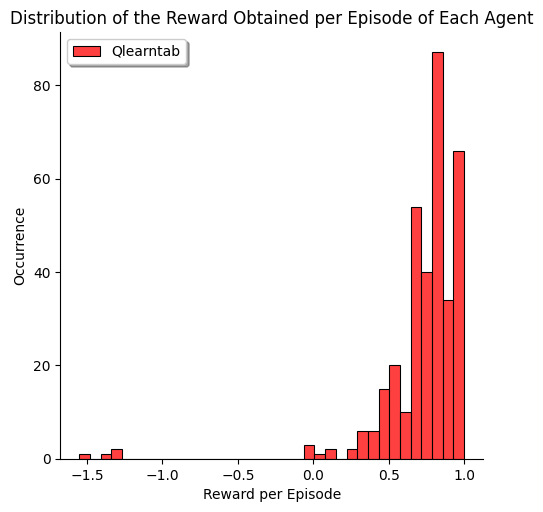 Distribution of the Reward Obtained per Episode of Each Agent
Qlearntab
Occurrence
80
60
40
20
0
−1.5 −1.0 −0.5 0.0 0.5 1.0
Reward per Episode